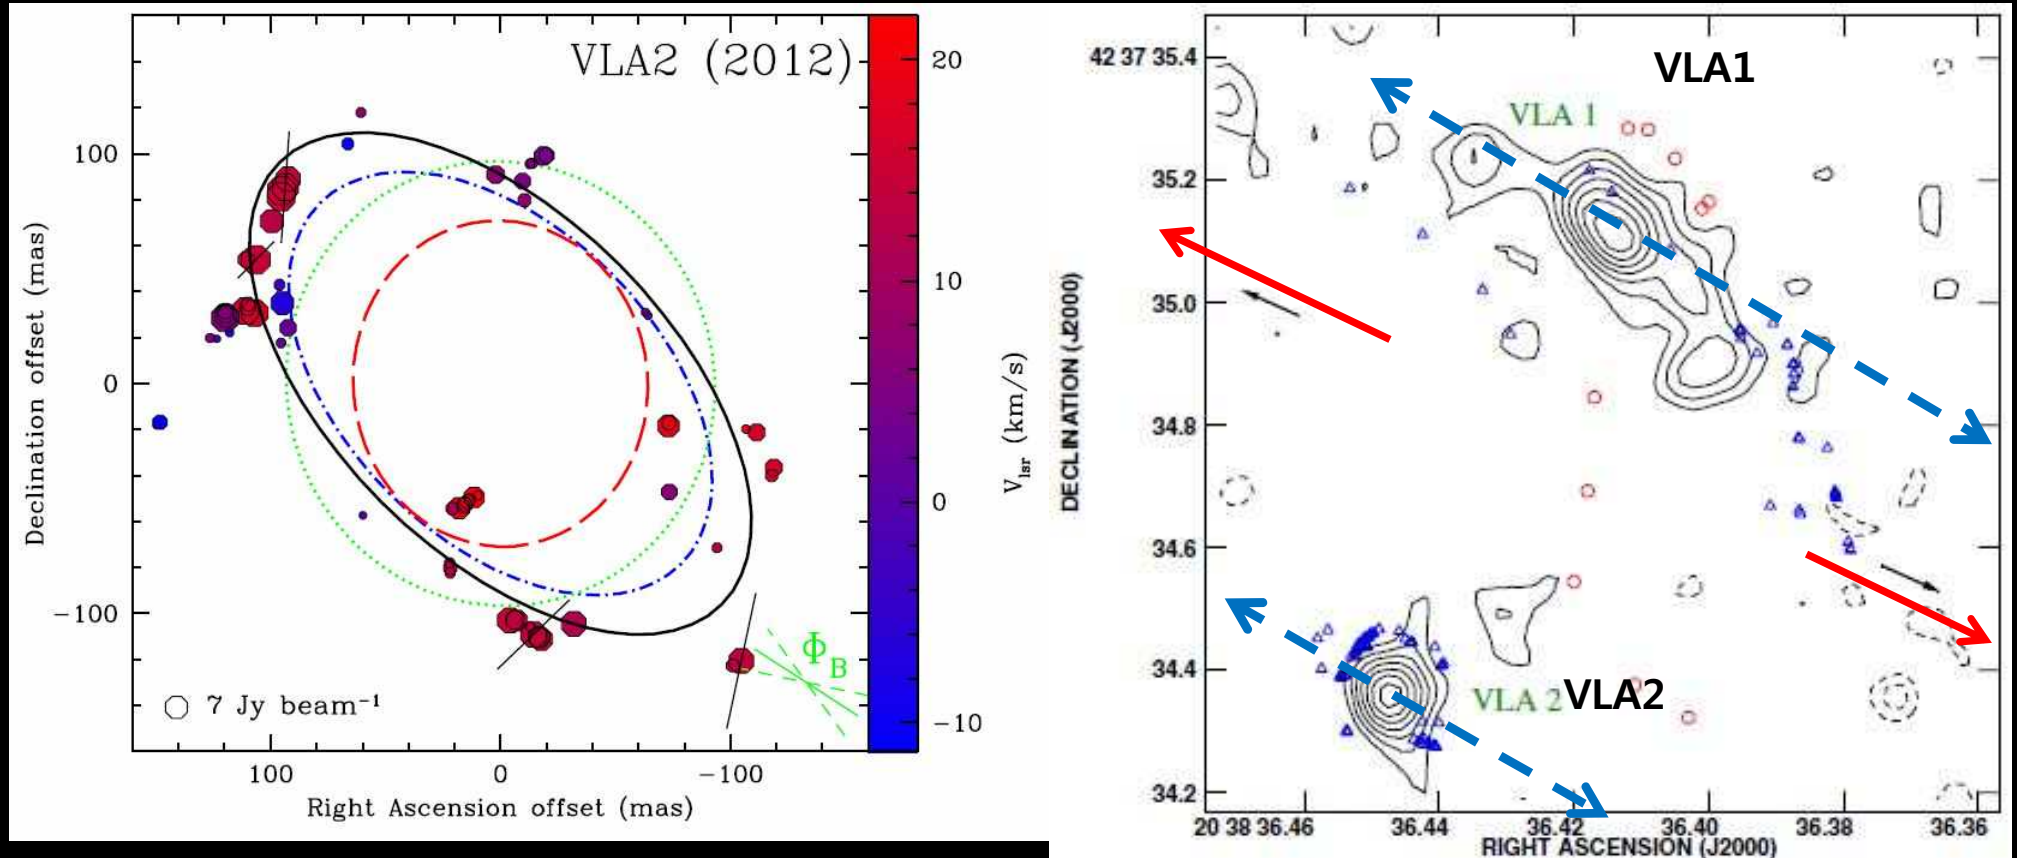 VLA2 (2012)
100
0
-100
Declination offset (mas)
7 Jy beam⁻¹
Φ_B
100
0
-100
Right Ascension offset (mas)
20
10
0
-10
V_lsr (km/s)
VLA1
VLA 1
42 37 35.4
35.2
35.0
34.8
34.6
34.4
34.2
DECLINATION (J2000)
VLA 2
VLA2
20 38 36.46
36.44
36.42
36.40
36.38
36.36
RIGHT ASCENSION (J2000)